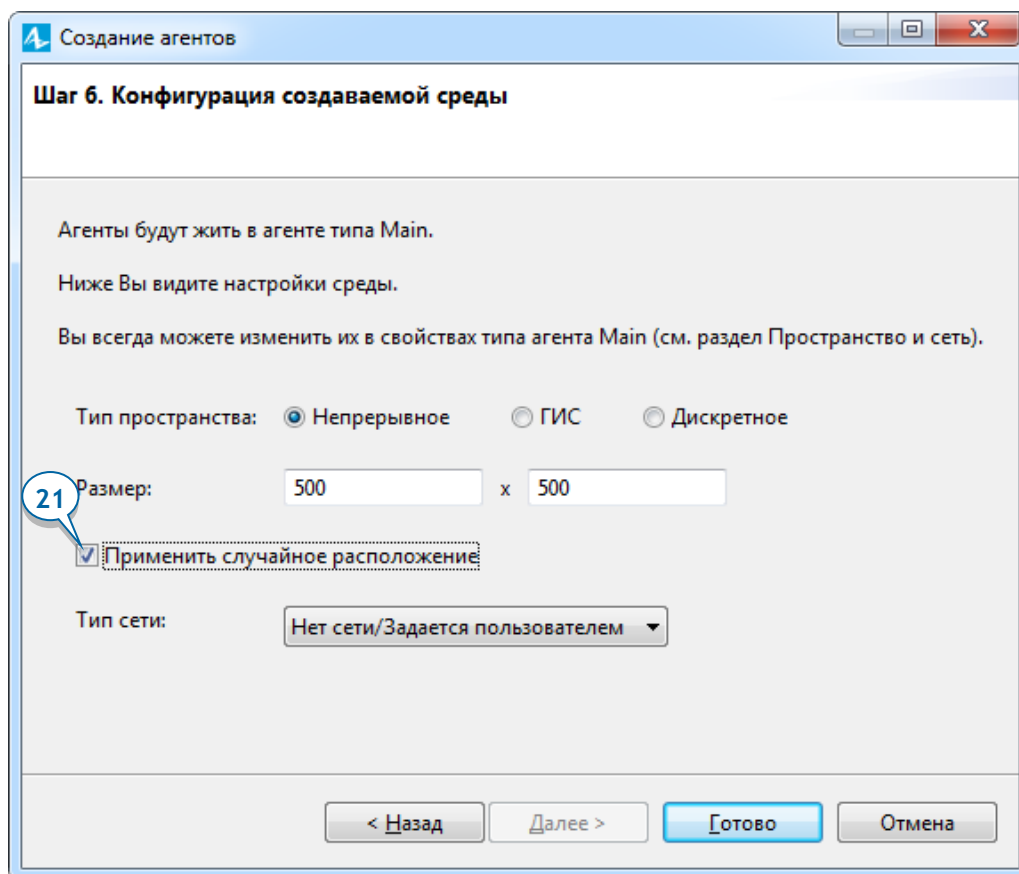 Создание агентов
Шаг 6. Конфигурация создаваемой среды
Агенты будут жить в агенте типа Main.
Ниже Вы видите настройки среды.
Вы всегда можете изменить их в свойствах типа агента Main (см. раздел Пространство и сеть).
Тип пространства: Непрерывное ГИС Дискретное
21 Размер: 500 x 500
Применить случайное расположение
Тип сети: Нет сети/Задается пользователем
< Назад Далее > Готово Отмена